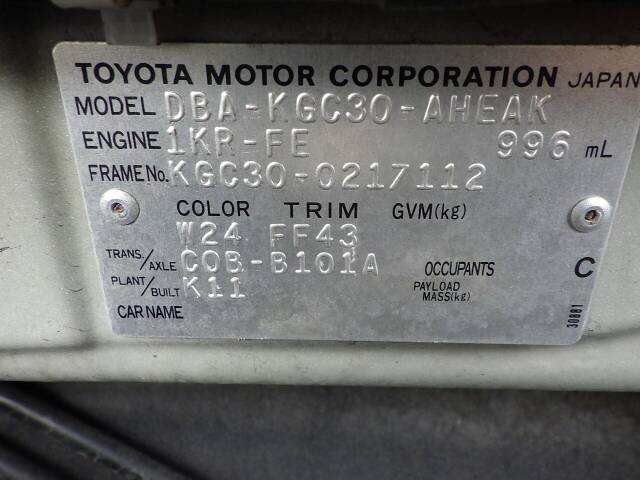 TOYOTA MOTOR CORPORATION JAPAN
MODEL DBA-KGC30-AHEAK
ENGINE 1KR-FE 996 mL
FRAME No. KGC30-0217112
COLOR TRIM GVM(kg)
W24 FF43
TRANS./AXLE C0B-B101A OCCUPANTS C
PLANT/BUILT K11 PAYLOAD MASS(kg)
CAR NAME
30881